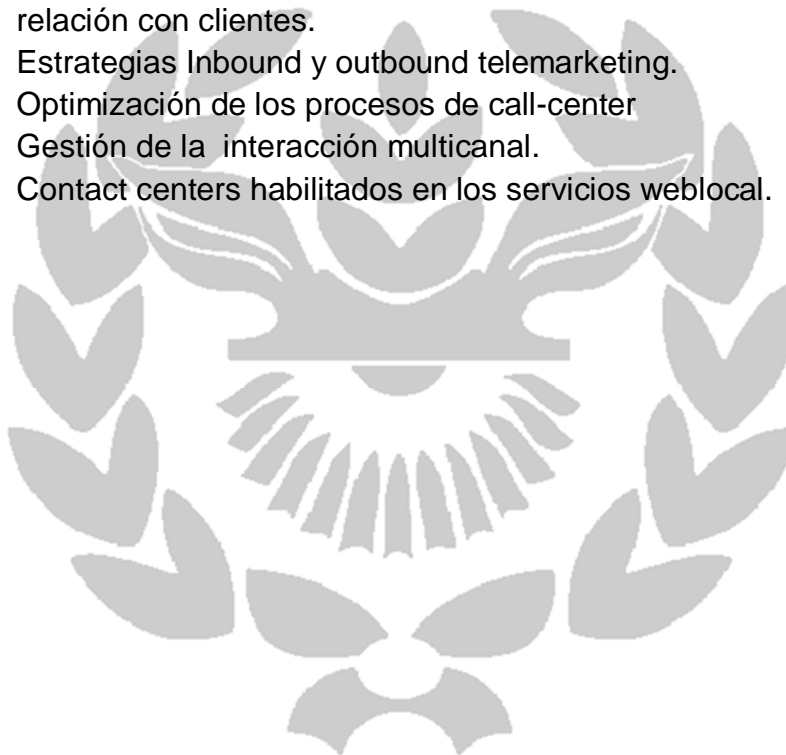 relación con clientes.
Estrategias Inbound y outbound telemarketing.
Optimización de los procesos de call-center
Gestión de la  interacción multicanal.
Contact centers habilitados en los servicios weblocal.